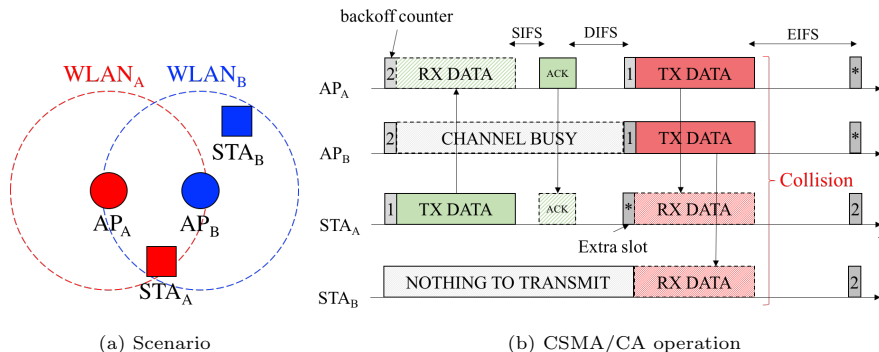 WLAN_A WLAN_B
STA_B
AP_A AP_B
STA_A
(a) Scenario
backoff counter
SIFS DIFS EIFS
AP_A 2 RX DATA ACK 1 TX DATA *
AP_B 2 CHANNEL BUSY 1 TX DATA *
Collision
STA_A 1 TX DATA ACK * RX DATA 2
Extra slot
STA_B NOTHING TO TRANSMIT RX DATA 2
(b) CSMA/CA operation